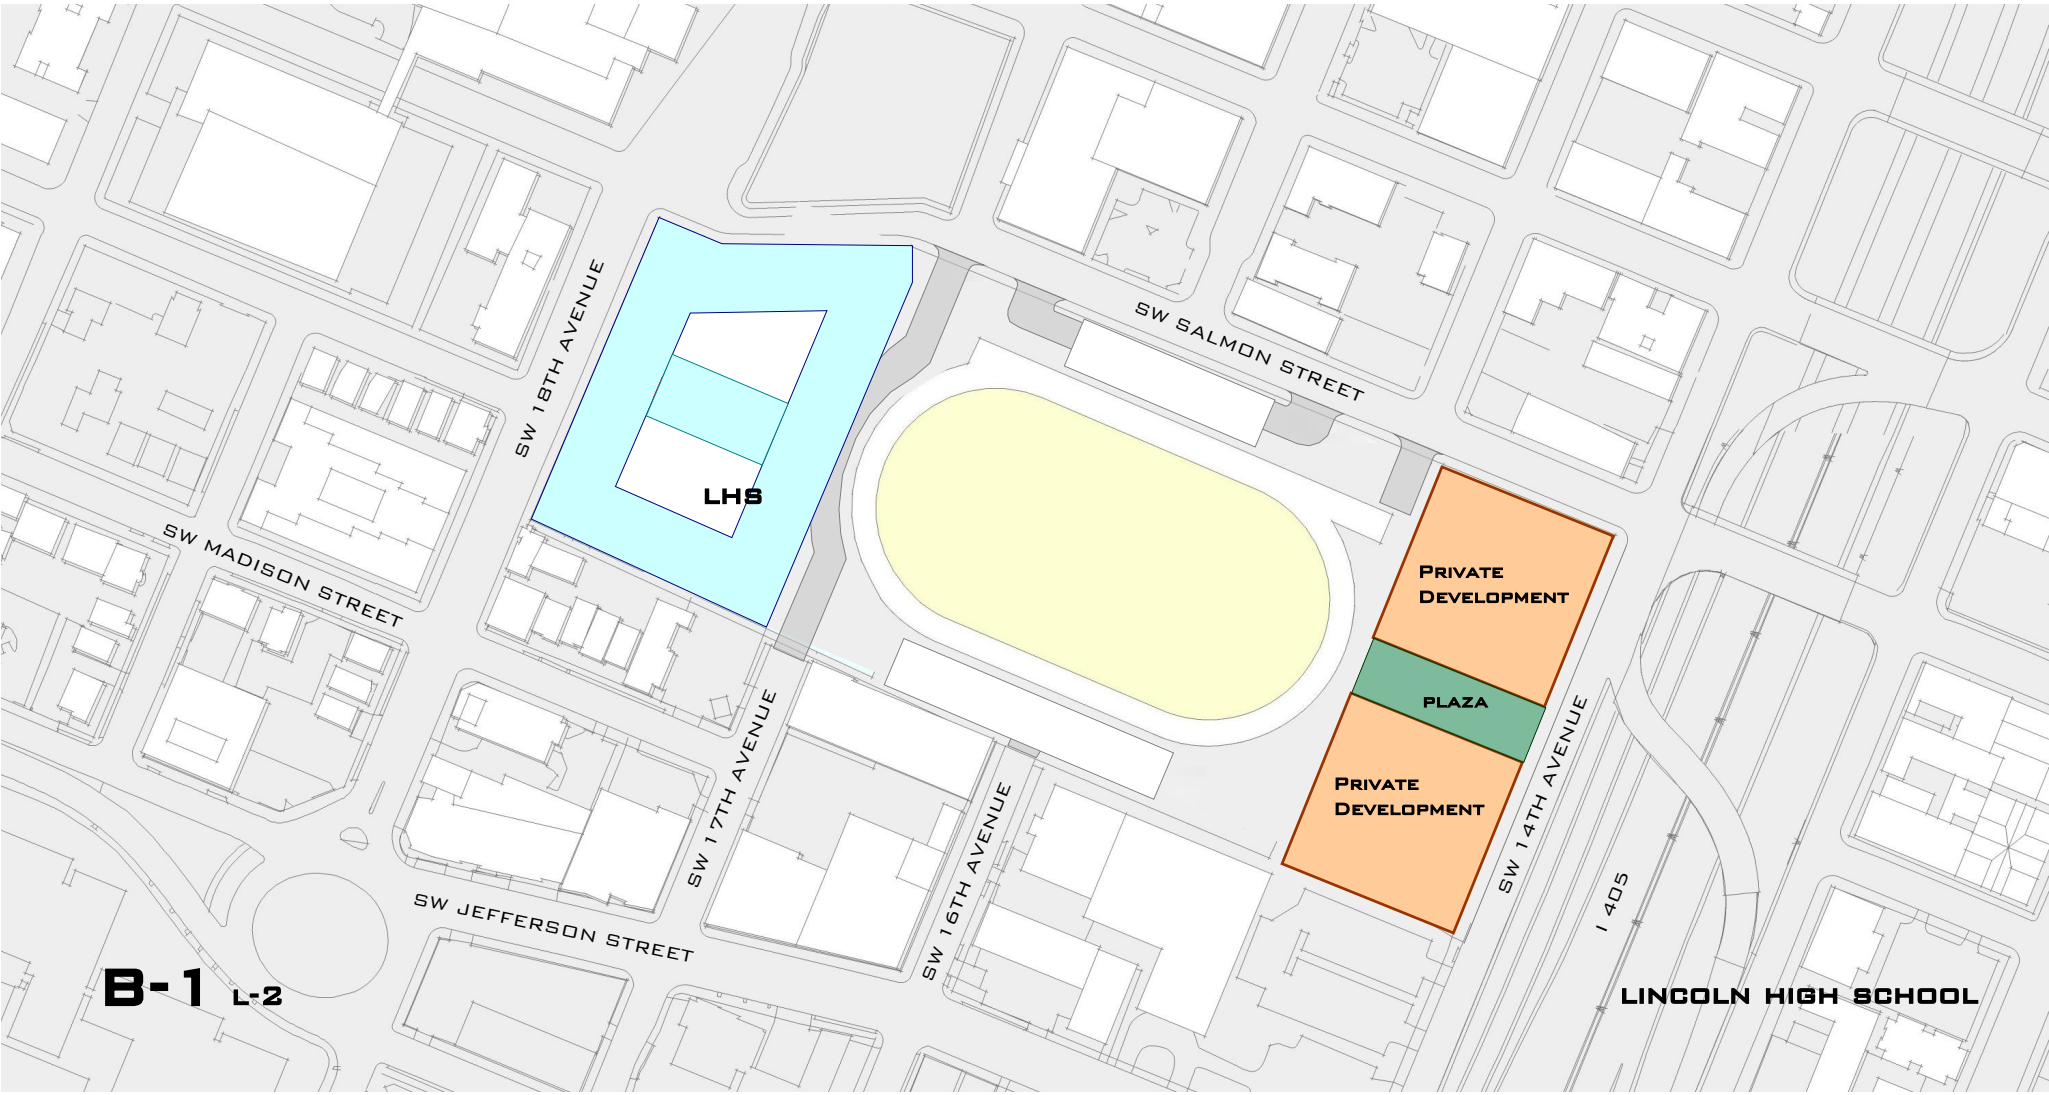 SW 18TH AVENUE
SW SALMON STREET
LHS
SW MADISON STREET
PRIVATE
DEVELOPMENT
PLAZA
PRIVATE
DEVELOPMENT
SW 14TH AVENUE
SW 17TH AVENUE
SW 16TH AVENUE
SW JEFFERSON STREET
I 405
B-1 L-2
LINCOLN HIGH SCHOOL